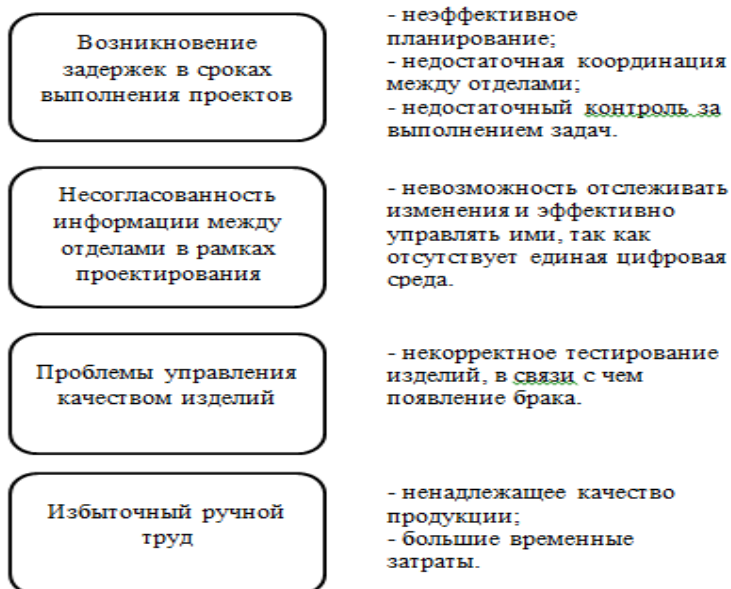 Возникновение
задержек в сроках
выполнения проектов
- неэффективное
планирование;
- недостаточная координация
между отделами;
- недостаточный контроль за
выполнением задач.
Несогласованность
информации между
отделами в рамках
проектирования
- невозможность отслеживать
изменения и эффективно
управлять ими, так как
отсутствует единая цифровая
среда.
Проблемы управления
качеством изделий
- некорректное тестирование
изделий, в связи с чем
появление брака.
Избыточный ручной
труд
- ненадлежащее качество
продукции;
- большие временные
затраты.